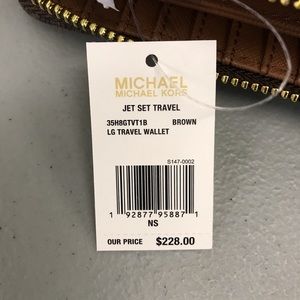 MICHAEL
MICHAEL KORS
JET SET TRAVEL
35H8GTVT1B BROWN
LG TRAVEL WALLET
S147-0002
1 92877 95887 1
NS
OUR PRICE $228.00